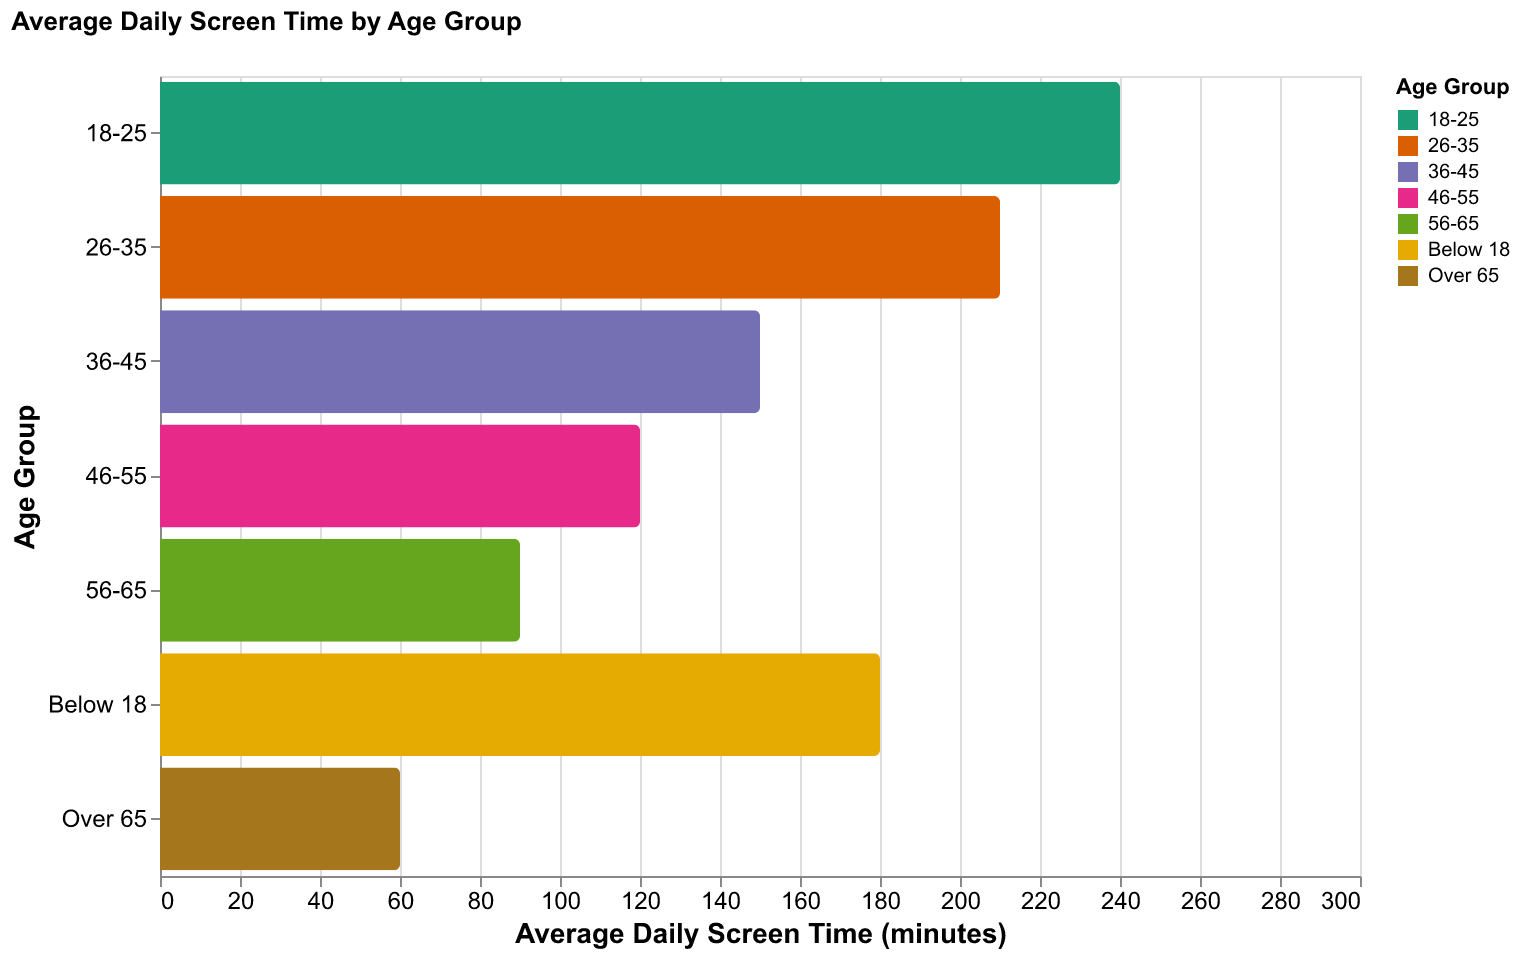 Average Daily Screen Time by Age Group
Age Group
18-25
26-35
36-45
46-55
56-65
Below 18
Over 65
Age Group
18-25
26-35
36-45
46-55
56-65
Below 18
Over 65
0 20 40 60 80 100 120 140 160 180 200 220 240 260 280 300
Average Daily Screen Time (minutes)